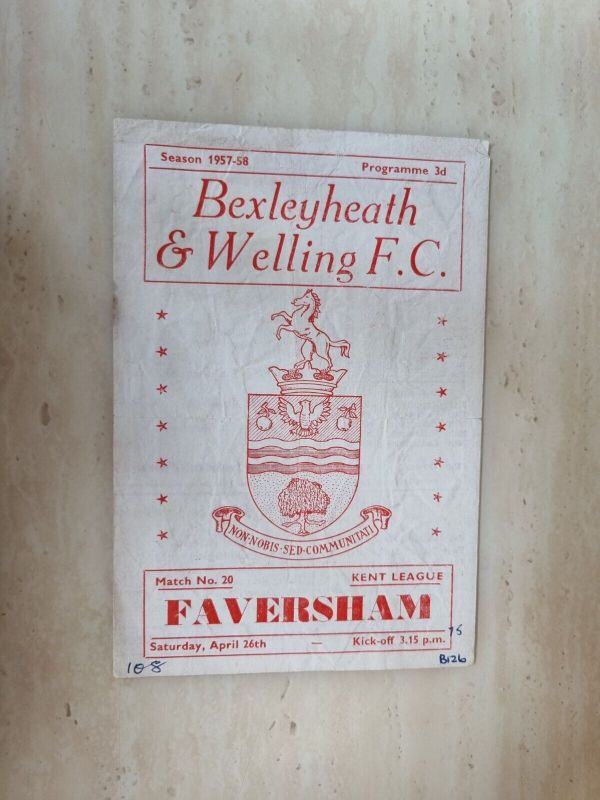 Season 1957-58
Programme 3d
Bexleyheath
& Welling F.C.
NON·NOBIS·SED·COMMUNITATI
Match No. 20
KENT LEAGUE
FAVERSHAM
Saturday, April 26th — Kick-off 3.15 p.m.
75
108
B126